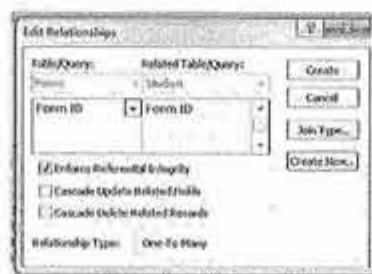 Edit Relationships
Table/Query: Related Table/Query:
Student
Form ID Form ID
Enforce Referential Integrity
Cascade Update Related Fields
Cascade Delete Related Records
Relationship Type: One-To-Many
Create
Cancel
Join Type..
Create New..